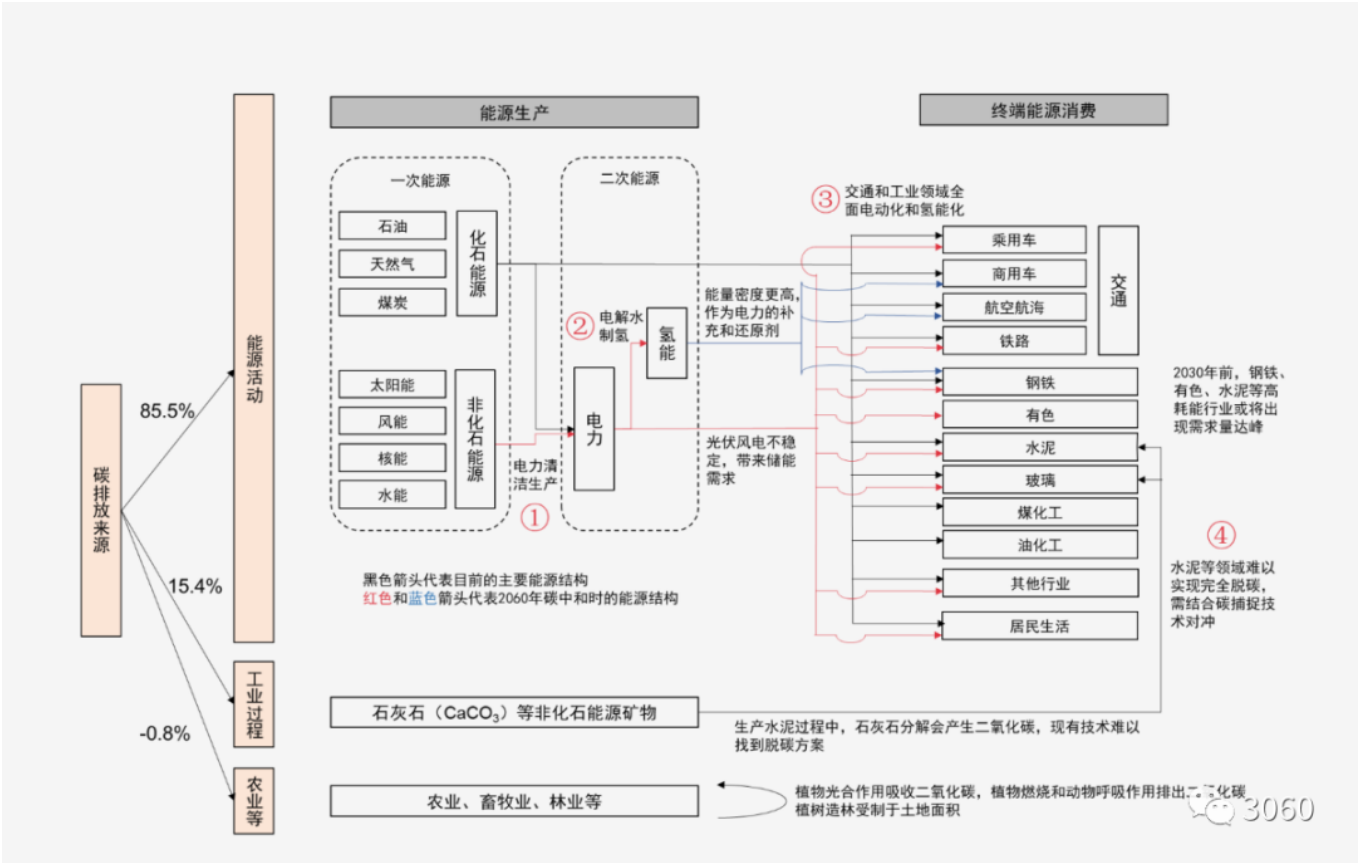 能源生产
终端能源消费
一次能源
二次能源
石油
天然气
煤炭
化石能源
太阳能
风能
核能
水能
非化石能源
电力清
洁生产
①
②
电解水
制氢
氢能
电力
能量密度更高，
作为电力的补
充和还原剂
光伏风电不稳
定，带来储能
需求
③
交通和工业领域全
面电动化和氢能化
乘用车
商用车
航空航海
铁路
交通
钢铁
有色
水泥
玻璃
煤化工
油化工
其他行业
居民生活
2030年前，钢铁、
有色、水泥等高
耗能行业或将出
现需求量达峰
④
水泥等领域难以
实现完全脱碳，
需结合碳捕捉技
术对冲
碳排放来源
85.5%
15.4%
-0.8%
能源活动
工业过程
农业等
黑色箭头代表目前的主要能源结构
红色和蓝色箭头代表2060年碳中和时的能源结构
石灰石（CaCO₃）等非化石能源矿物
生产水泥过程中，石灰石分解会产生二氧化碳，现有技术难以
找到脱碳方案
农业、畜牧业、林业等
植物光合作用吸收二氧化碳，植物燃烧和动物呼吸作用排出二氧化碳
植树造林受制于土地面积
3060